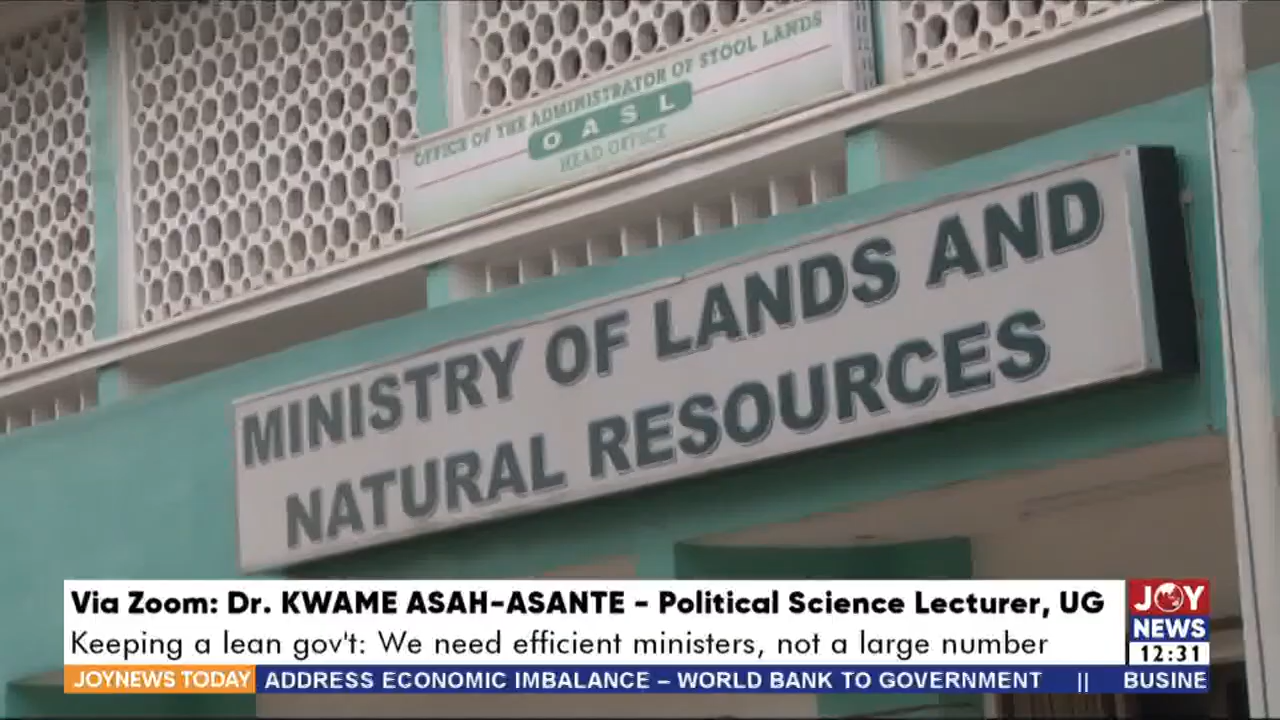 OFFICE OF THE ADMINISTRATOR OF STOOL LANDS
OASL
HEAD OFFICE
MINISTRY OF LANDS AND
NATURAL RESOURCES
Via Zoom: Dr. KWAME ASAH-ASANTE - Political Science Lecturer, UG
Keeping a lean gov't: We need efficient ministers, not a large number
JOY
NEWS
12:31
JOYNEWS TODAY
ADDRESS ECONOMIC IMBALANCE – WORLD BANK TO GOVERNMENT || BUSINE